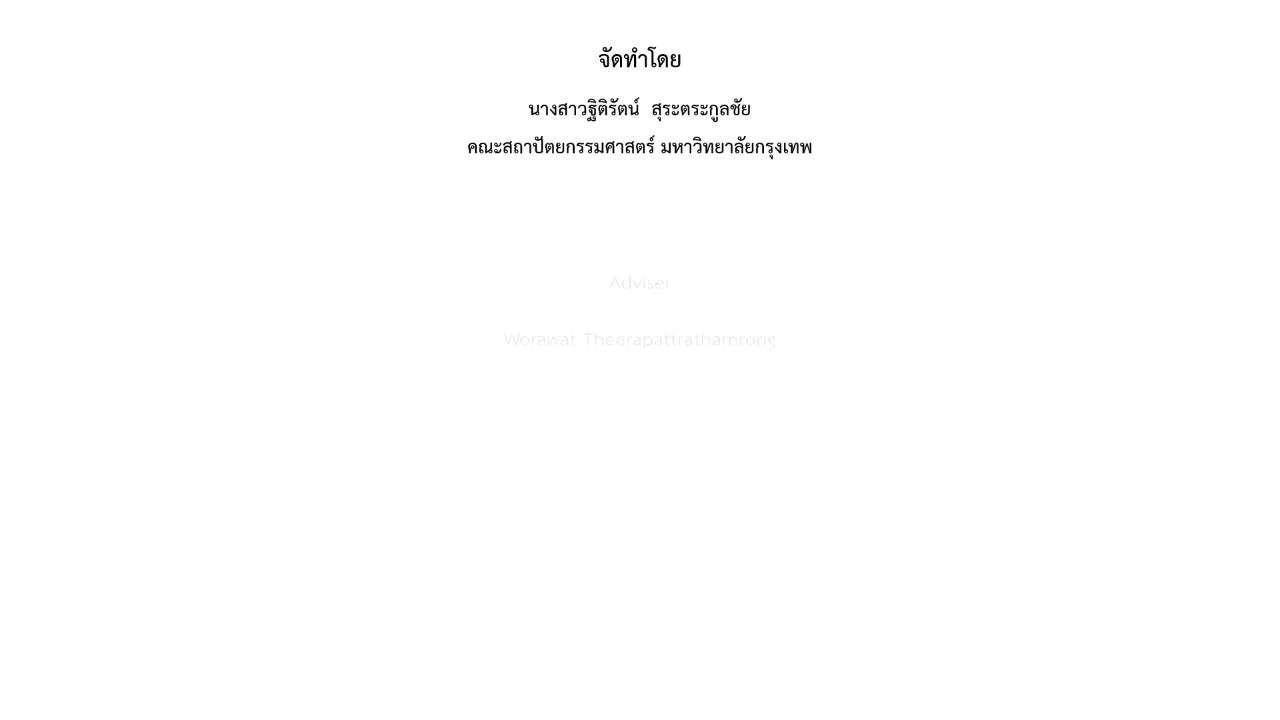 จัดทำโดย
นางสาวฐิติรัตน์  สุระตระกูลชัย
คณะสถาปัตยกรรมศาสตร์ มหาวิทยาลัยกรุงเทพ
Adviser
Worawat Theerapattrathamrong